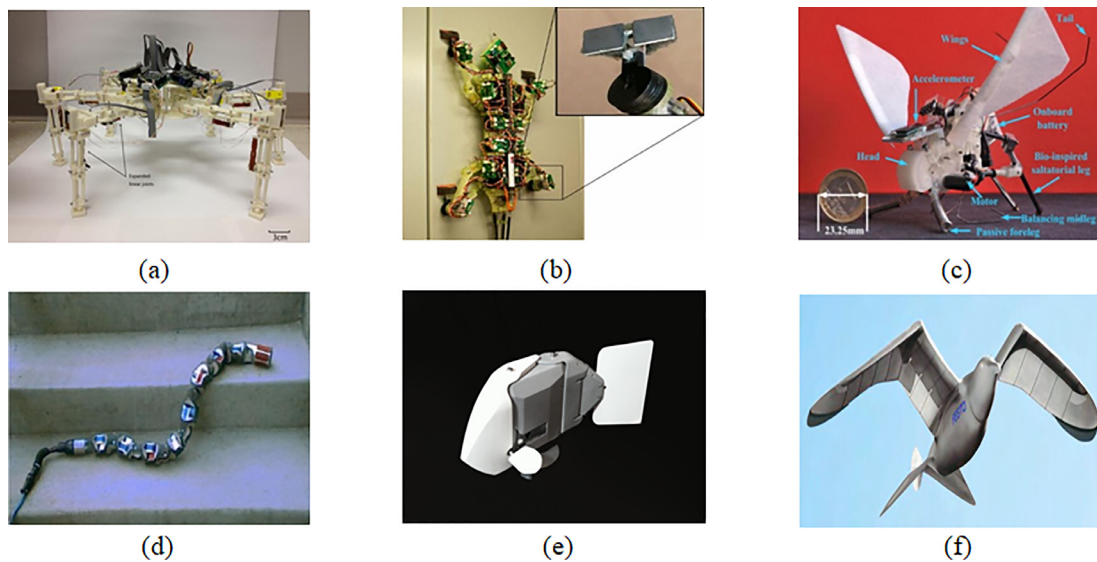 Expanded
linear joints
3cm
(a)
(b)
Tail
Wings
Accelerometer
Onboard
battery
Head
Bio-inspired
saltatorial leg
Motor
Balancing midleg
23.25mm
Passive foreleg
(c)
(d)
(e)
FESTO
(f)